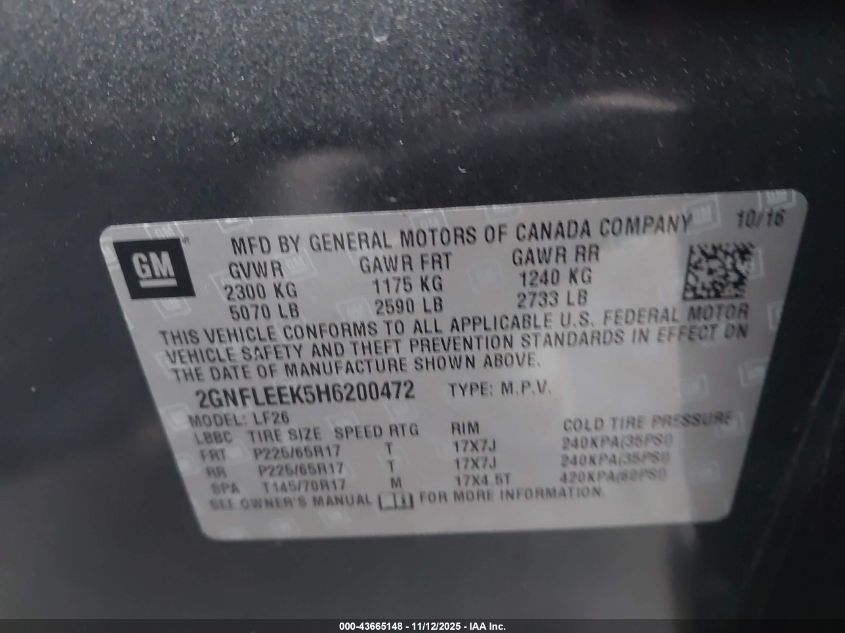 GM
MFD BY GENERAL MOTORS OF CANADA COMPANY 10/16
GVWR GAWR FRT GAWR RR
2300 KG 1175 KG 1240 KG
5070 LB 2590 LB 2733 LB
THIS VEHICLE CONFORMS TO ALL APPLICABLE U.S. FEDERAL MOTOR
VEHICLE SAFETY AND THEFT PREVENTION STANDARDS IN EFFECT ON
THE DATE OF MANUFACTURE SHOWN ABOVE.
2GNFLEEK5H6200472 TYPE: M.P.V.
MODEL: LF26
LBBC TIRE SIZE SPEED RTG RIM COLD TIRE PRESSURE
FRT P225/65R17 T 17X7J 240KPA(35PSI)
RR P225/65R17 T 17X7J 240KPA(35PSI)
SPA T145/70R17 M 17X4.5T 420KPA(60PSI)
SEE OWNER'S MANUAL FOR MORE INFORMATION.
000-43665148 - 11/12/2025 - IAA Inc.